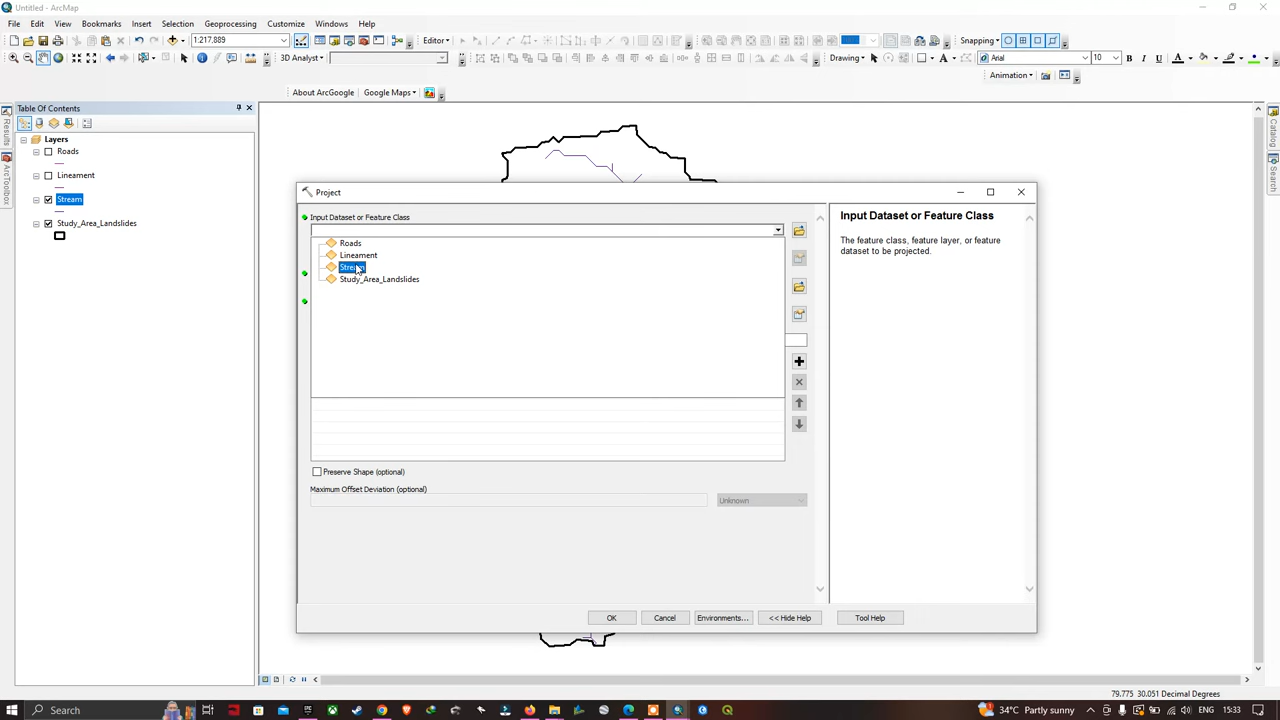 Untitled - ArcMap
File Edit View Bookmarks Insert Selection Geoprocessing Customize Windows Help
1:217.889 Editor Snapping
3D Analyst Drawing Arial 10 A B I U A
Animation
About ArcGoogle Google Maps
Table Of Contents
Layers
Roads
Lineament
Stream
Study_Area_Landslides
Results
ArcToolbox
Catalog
Search
Project
Input Dataset or Feature Class
Roads
Lineament
Study_Area_Landslides
Preserve Shape (optional)
Maximum Offset Deviation (optional)
Unknown
OK Cancel Environments... << Hide Help Tool Help
Input Dataset or Feature Class
The feature class, feature layer, or feature
dataset to be projected.
79.775 30.051 Decimal Degrees
Search
34°C Partly sunny ENG 15:33